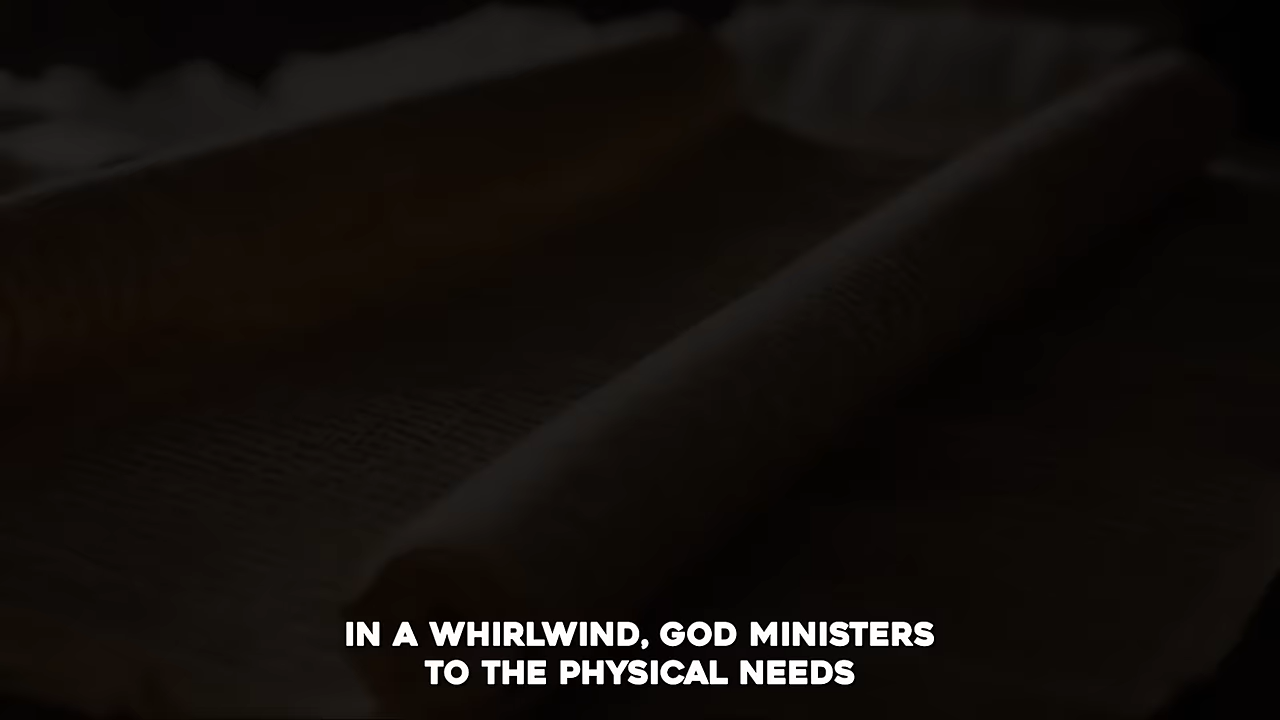 IN A WHIRLWIND, GOD MINISTERS
TO THE PHYSICAL NEEDS